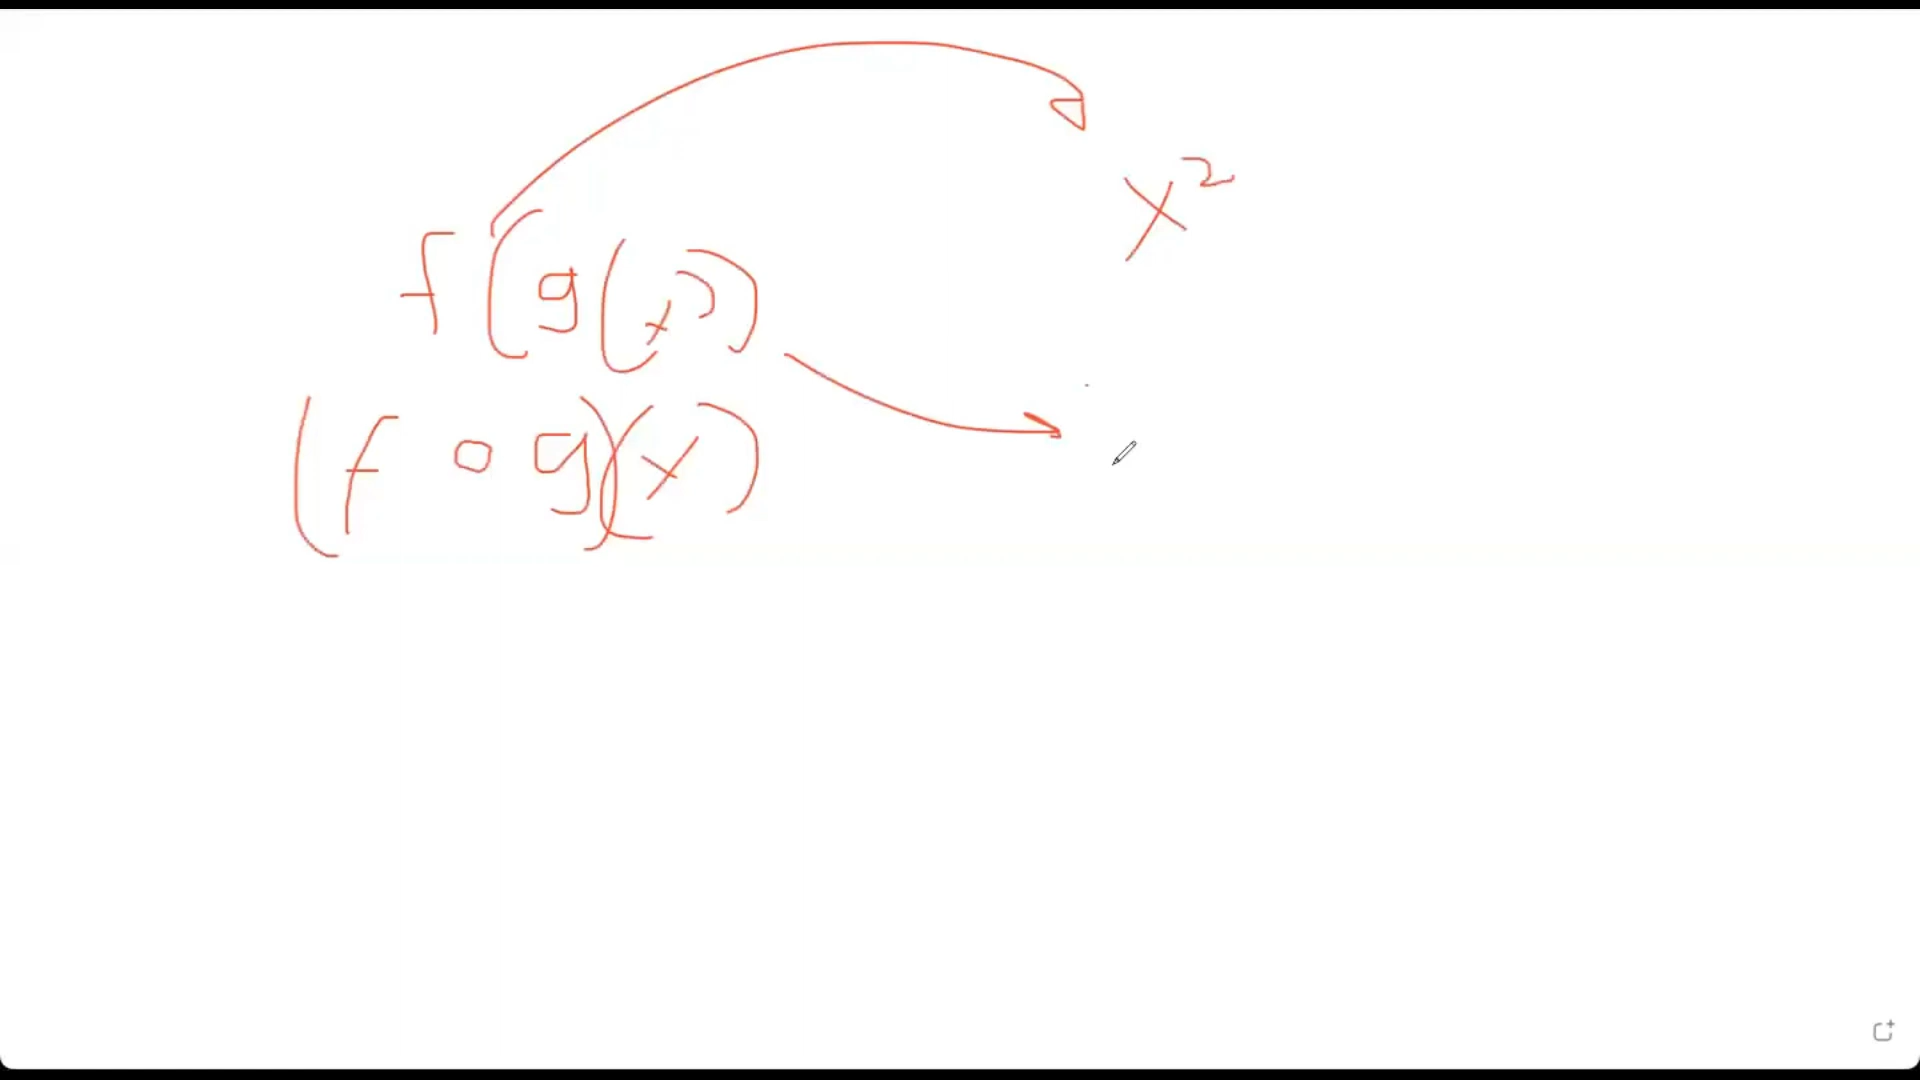 x²
f(g(x))
(f ∘ g)(x)